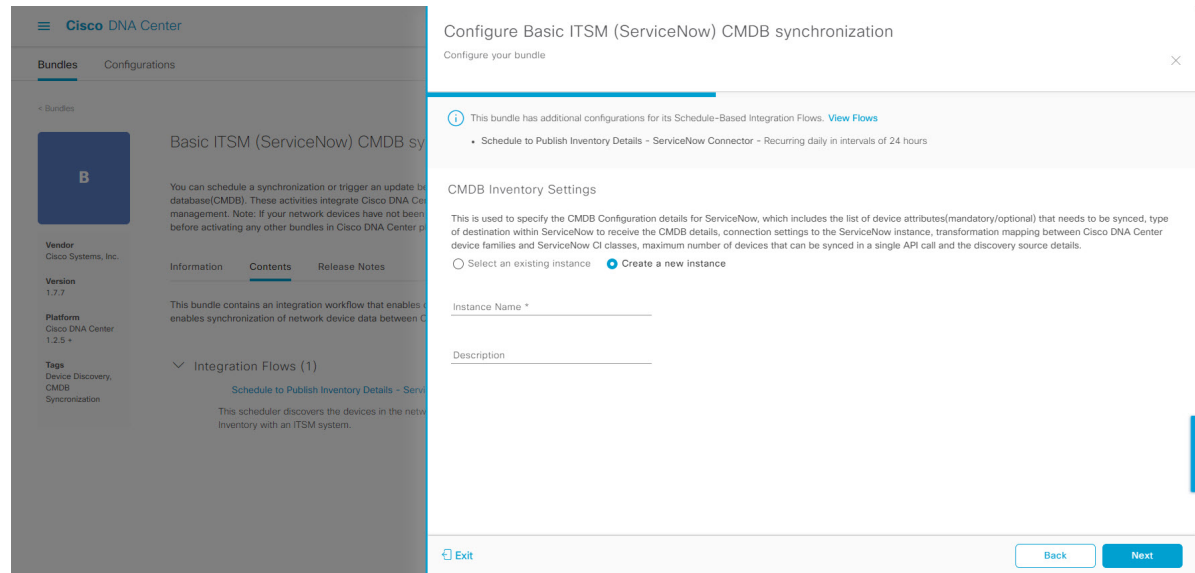 Cisco DNA Center
Bundles Configurations
< Bundles
B
Vendor
Cisco Systems, Inc.
Version
1.7.7
Platform
Cisco DNA Center
1.2.5 +
Tags
Device Discovery,
CMDB
Syncronization
Basic ITSM (ServiceNow) CMDB sy
You can schedule a synchronization or trigger an update be
database(CMDB). These activities integrate Cisco DNA Ce
management. Note: If your network devices have not been
before activating any other bundles in Cisco DNA Center p
Information Contents Release Notes
This bundle contains an integration workflow that enables
enables synchronization of network device data between C
Integration Flows (1)
Schedule to Publish Inventory Details - Servi
This scheduler discovers the devices in the netw
Inventory with an ITSM system.
Configure Basic ITSM (ServiceNow) CMDB synchronization
Configure your bundle
This bundle has additional configurations for its Schedule-Based Integration Flows. View Flows
• Schedule to Publish Inventory Details - ServiceNow Connector - Recurring daily in intervals of 24 hours
CMDB Inventory Settings
This is used to specify the CMDB Configuration details for ServiceNow, which includes the list of device attributes(mandatory/optional) that needs to be synced, type
of destination within ServiceNow to receive the CMDB details, connection settings to the ServiceNow instance, transformation mapping between Cisco DNA Center
device families and ServiceNow CI classes, maximum number of devices that can be synced in a single API call and the discovery source details.
Select an existing instance Create a new instance
Instance Name *
Description
Exit Back Next